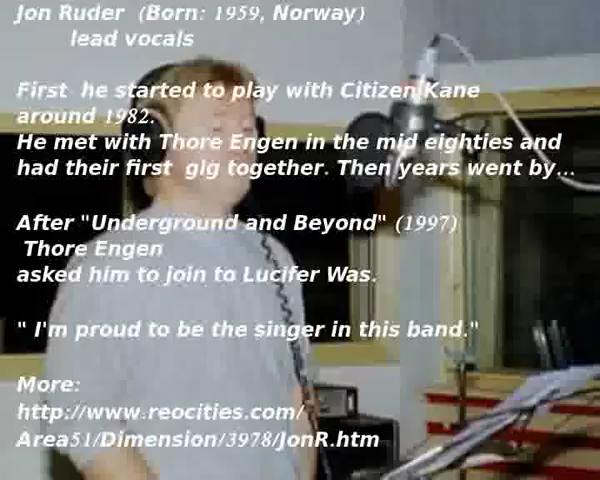 Jon Ruder (Born: 1959, Norway)
lead vocals
First he started to play with Citizen Kane
around 1982.
He met with Thore Engen in the mid eighties and
had their first gig together. Then years went by...
After "Underground and Beyond" (1997)
Thore Engen
asked him to join to Lucifer Was.
" I'm proud to be the singer in this band."
More:
http://www.reocities.com/
Area51/Dimension/3978/JonR.htm